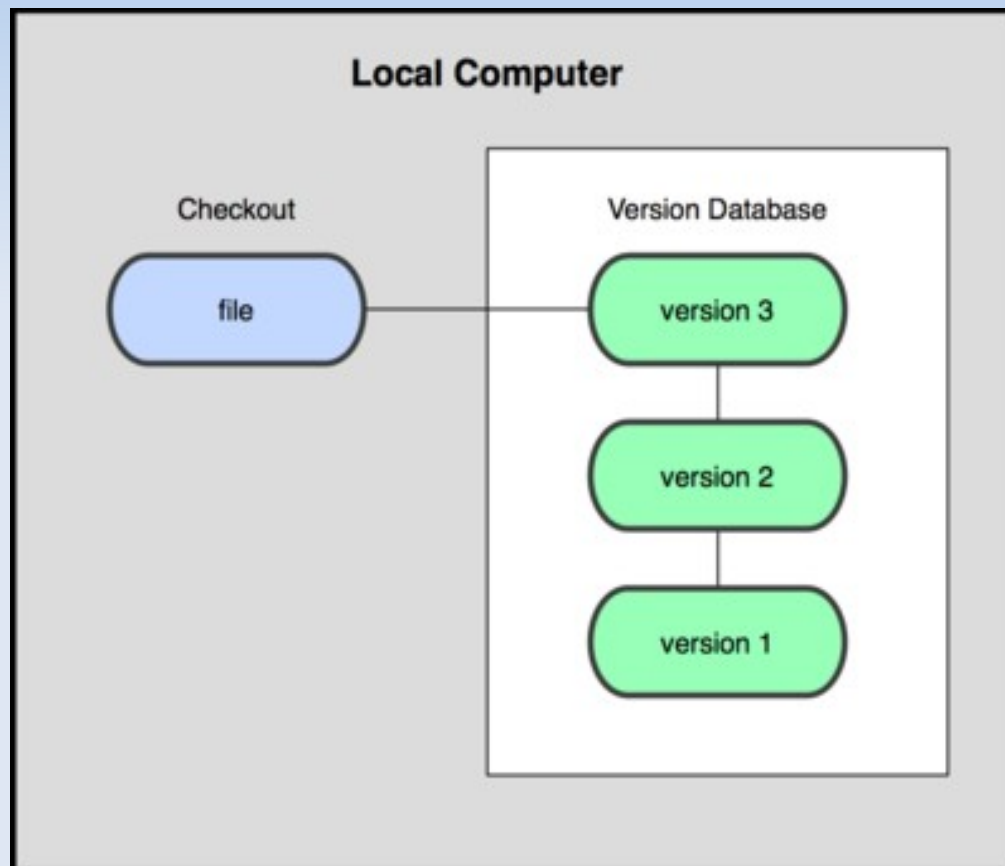 Local Computer
Checkout
Version Database
file
version 3
version 2
version 1